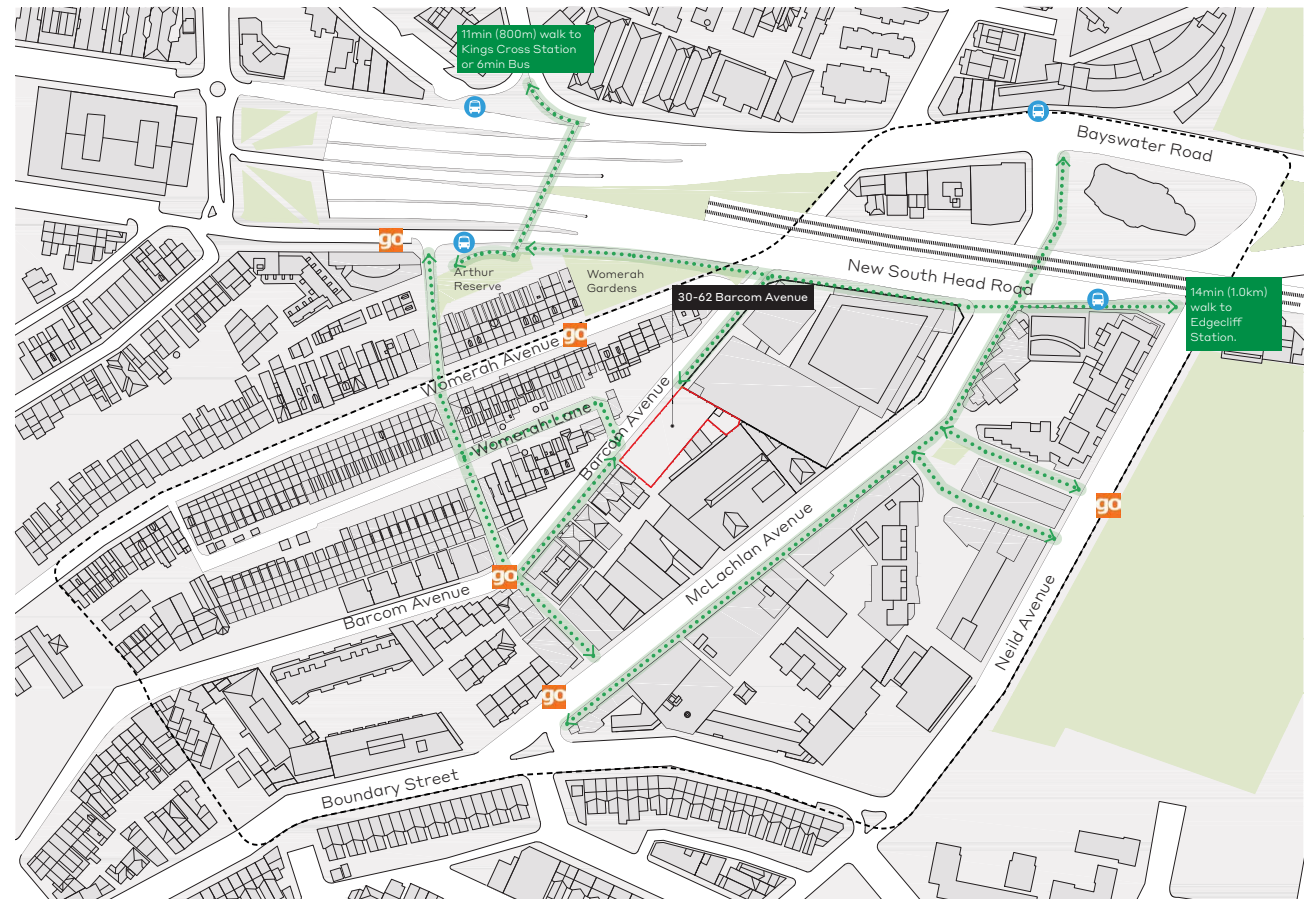 11min (800m) walk to
Kings Cross Station
or 6min Bus
Bayswater Road
go
Arthur
Reserve
Womerah
Gardens
New South Head Road
30-62 Barcom Avenue
14min (1.0km)
walk to
Edgecliff
Station.
go
Womerah Avenue
Barcom Avenue
Womerah Lane
go
McLachlan Avenue
go
Barcom Avenue
Neild Avenue
go
Boundary Street